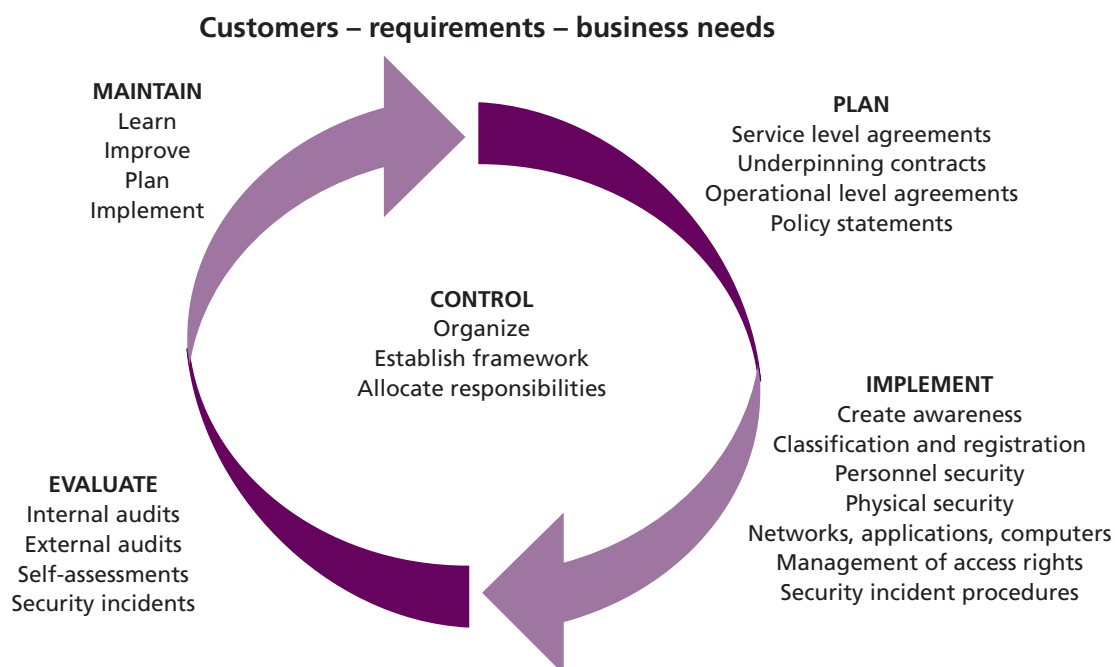 Customers – requirements – business needs
MAINTAIN
Learn
Improve
Plan
Implement
PLAN
Service level agreements
Underpinning contracts
Operational level agreements
Policy statements
CONTROL
Organize
Establish framework
Allocate responsibilities
EVALUATE
Internal audits
External audits
Self-assessments
Security incidents
IMPLEMENT
Create awareness
Classification and registration
Personnel security
Physical security
Networks, applications, computers
Management of access rights
Security incident procedures